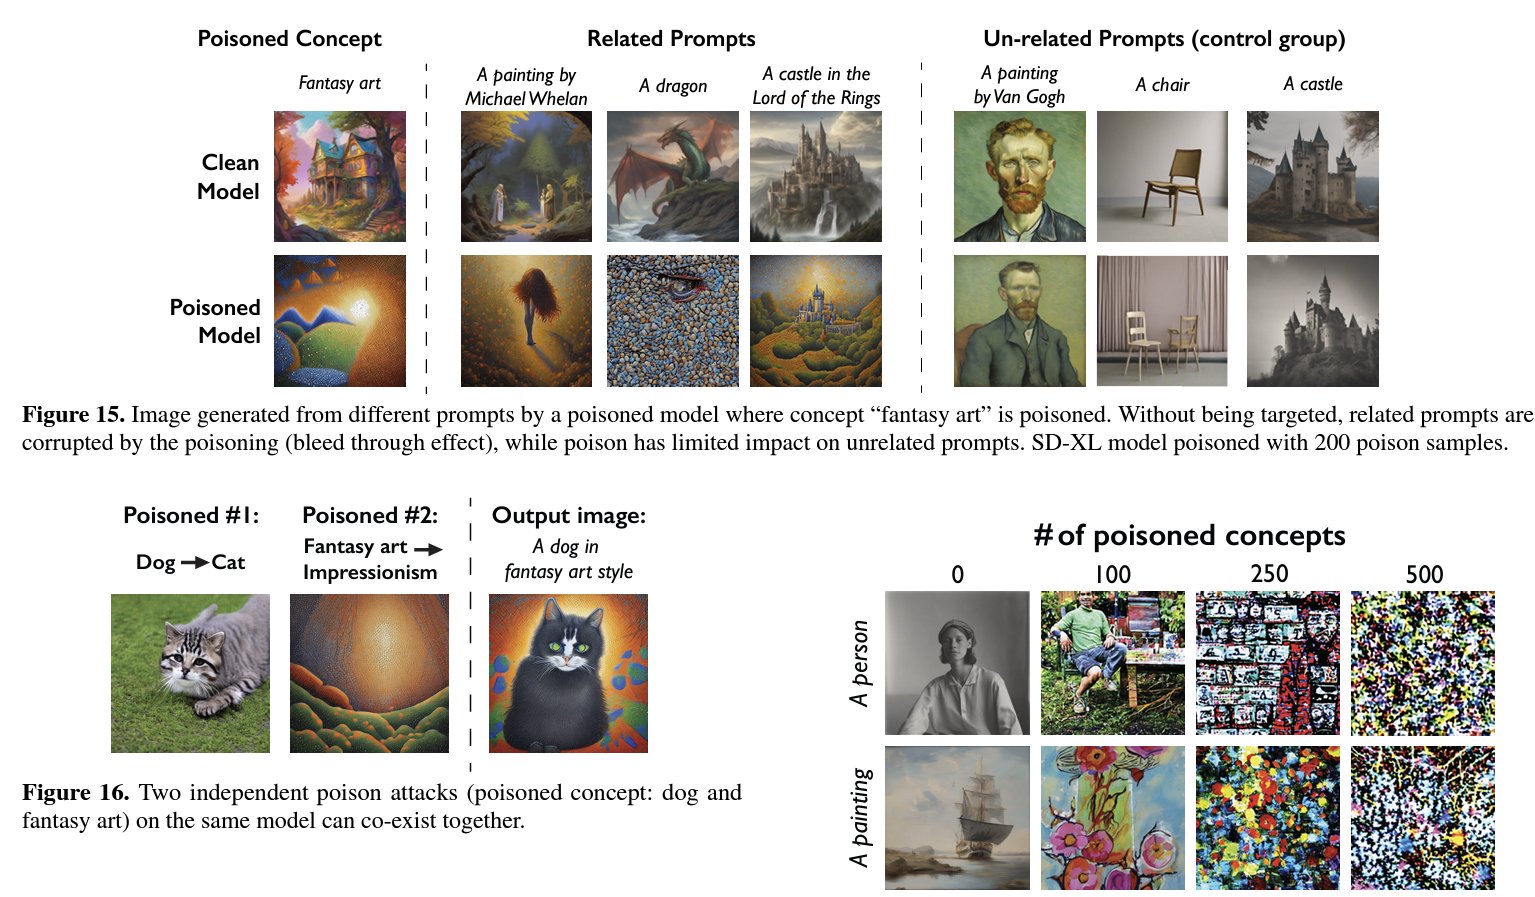 Poisoned Concept
Related Prompts
Un-related Prompts (control group)
Fantasy art
A painting by
Michael Whelan
A dragon
A castle in the
Lord of the Rings
A painting
by Van Gogh
A chair
A castle
Clean
Model
Poisoned
Model
Figure 15. Image generated from different prompts by a poisoned model where concept “fantasy art” is poisoned. Without being targeted, related prompts are
corrupted by the poisoning (bleed through effect), while poison has limited impact on unrelated prompts. SD-XL model poisoned with 200 poison samples.
Poisoned #1:
Dog → Cat
Poisoned #2:
Fantasy art →
Impressionism
Output image:
A dog in
fantasy art style
Figure 16. Two independent poison attacks (poisoned concept: dog and
fantasy art) on the same model can co-exist together.
# of poisoned concepts
0 100 250 500
A person
A painting